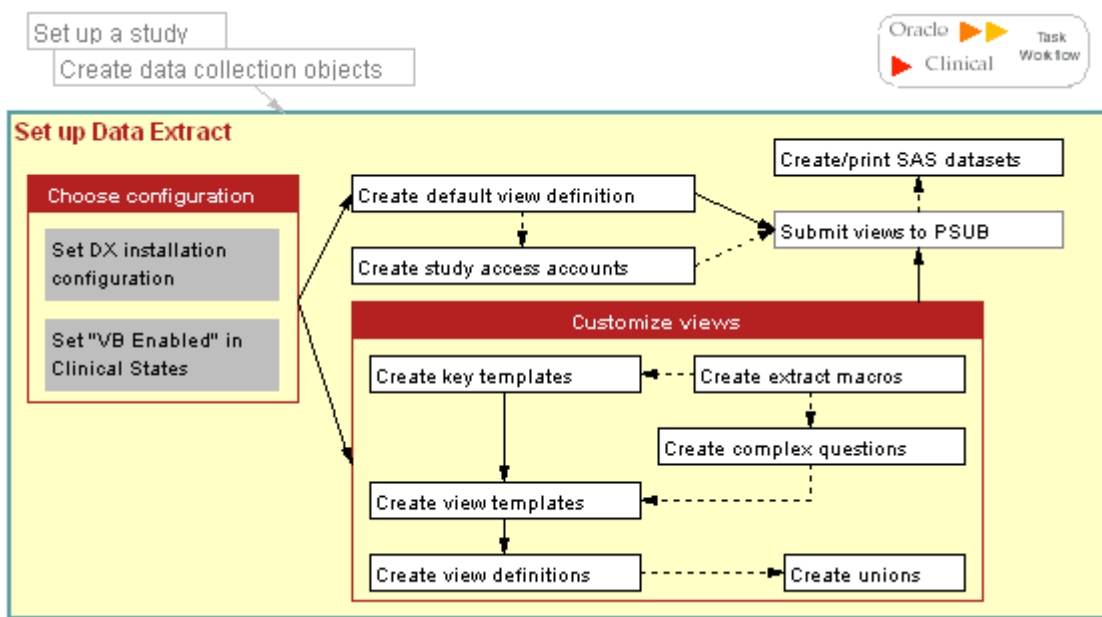 Set up a study
Create data collection objects
Oracle
Clinical
Task
Workflow
Set up Data Extract
Choose configuration
Set DX installation
configuration
Set "VB Enabled" in
Clinical States
Create default view definition
Create study access accounts
Create/print SAS datasets
Submit views to PSUB
Customize views
Create key templates
Create extract macros
Create complex questions
Create view templates
Create view definitions
Create unions